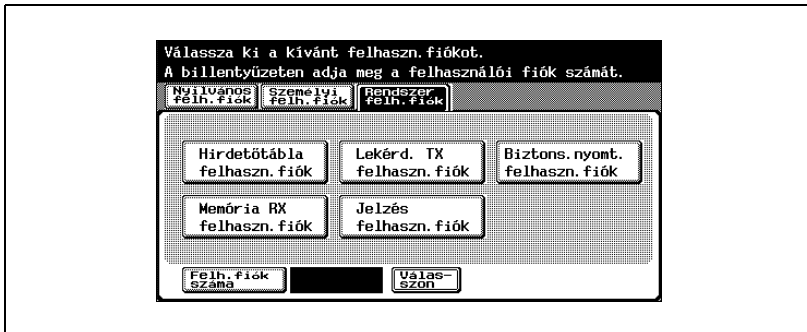 Válassza ki a kívánt felhaszn.fiókot.
A billentyűzeten adja meg a felhasználói fiók számát.
Nyilvános felh.fiók
Személyi felh.fiók
Rendszer felh.fiók
Hirdetőtábla
felhaszn.fiók
Lekérd. TX
felhaszn.fiók
Biztons.nyomt.
felhaszn.fiók
Memória RX
felhaszn.fiók
Jelzés
felhaszn.fiók
Felh.fiók
száma
Válas-
szon